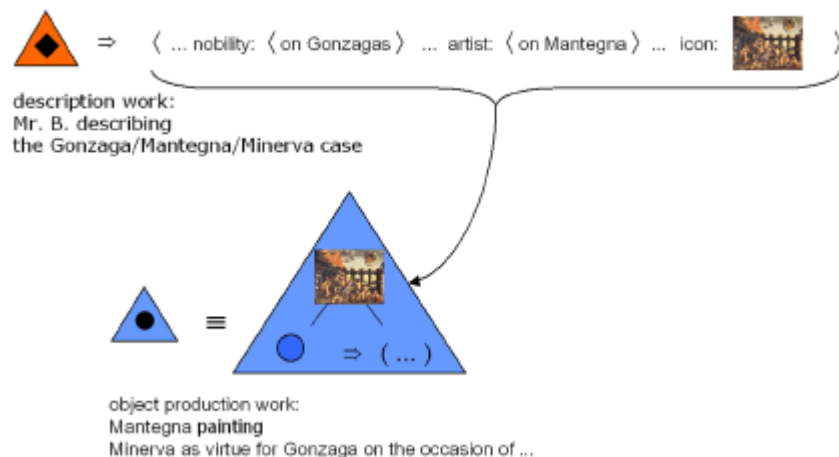 ⇒ ⟨ ... nobility: ⟨ on Gonzagas ⟩ ... artist: ⟨ on Mantegna ⟩ ... icon: ⟩
description work:
Mr. B. describing
the Gonzaga/Mantegna/Minerva case
≡
⇒ ( ... )
object production work:
Mantegna painting
Minerva as virtue for Gonzaga on the occasion of ...